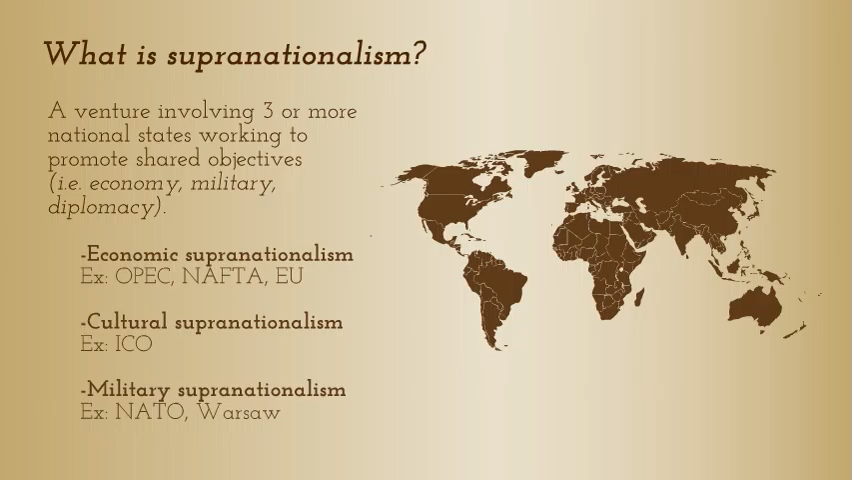 What is supranationalism?
A venture involving 3 or more
national states working to
promote shared objectives
(i.e. economy, military,
diplomacy).
-Economic supranationalism
Ex: OPEC, NAFTA, EU
-Cultural supranationalism
Ex: ICO
-Military supranationalism
Ex: NATO, Warsaw